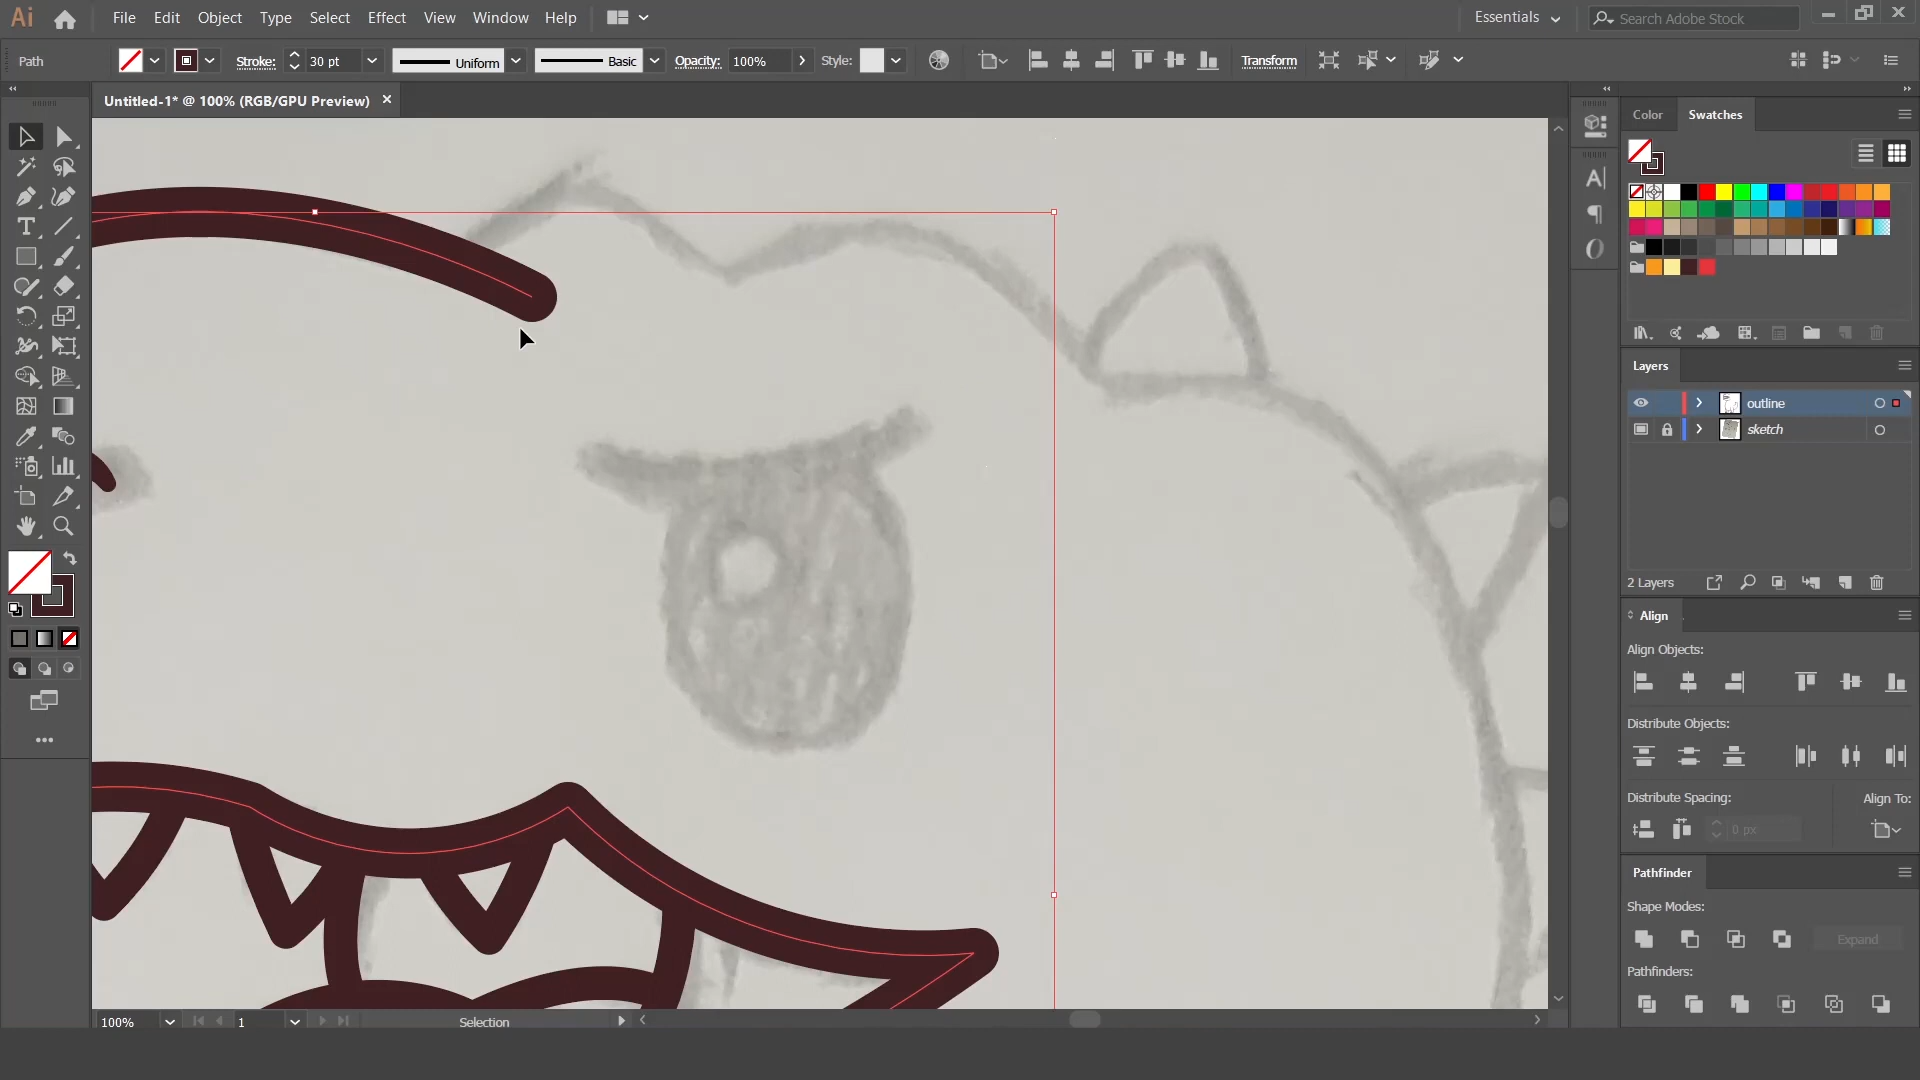 Ai File Edit Object Type Select Effect View Window Help Essentials Search Adobe Stock
Path Stroke: 30 pt Uniform Basic Opacity: 100% Style: Transform
Untitled-1* @ 100% (RGB/GPU Preview)
Color Swatches
Layers
outline
sketch
2 Layers
Align
Align Objects:
Distribute Objects:
Distribute Spacing: Align To:
0 px
Pathfinder
Shape Modes:
Expand
Pathfinders:
100% 1 Selection